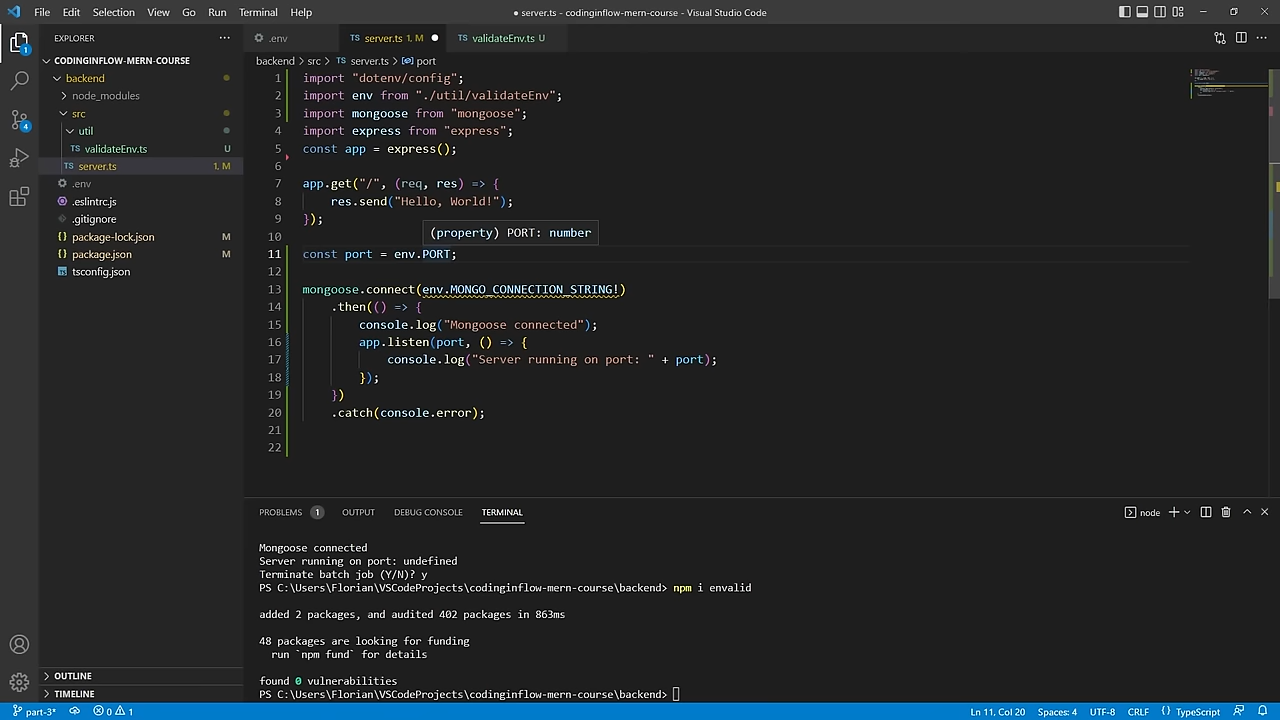 File Edit Selection View Go Run Terminal Help
● server.ts - codinginflow-mern-course - Visual Studio Code
EXPLORER
CODINGINFLOW-MERN-COURSE
backend
node_modules
src
util
TS validateEnv.ts U
TS server.ts 1, M
.env
.eslintrc.js
.gitignore
{} package-lock.json M
{} package.json M
tsconfig.json
OUTLINE
TIMELINE
1
4
.env
TS server.ts 1, M ●
TS validateEnv.ts U
backend > src > TS server.ts > port
1 import "dotenv/config";
2 import env from "./util/validateEnv";
3 import mongoose from "mongoose";
4 import express from "express";
5 const app = express();
6
7 app.get("/", (req, res) => {
8 res.send("Hello, World!");
9 });
10
(property) PORT: number
11 const port = env.PORT;
12
13 mongoose.connect(env.MONGO_CONNECTION_STRING!)
14 .then(() => {
15 console.log("Mongoose connected");
16 app.listen(port, () => {
17 console.log("Server running on port: " + port);
18 });
19 })
20 .catch(console.error);
21
22
PROBLEMS 1 OUTPUT DEBUG CONSOLE TERMINAL
node
Mongoose connected
Server running on port: undefined
Terminate batch job (Y/N)? y
PS C:\Users\Florian\VSCodeProjects\codinginflow-mern-course\backend> npm i envalid
added 2 packages, and audited 402 packages in 863ms
48 packages are looking for funding
run `npm fund` for details
found 0 vulnerabilities
PS C:\Users\Florian\VSCodeProjects\codinginflow-mern-course\backend>
part-3* 0 1
Ln 11, Col 20 Spaces: 4 UTF-8 CRLF {} TypeScript